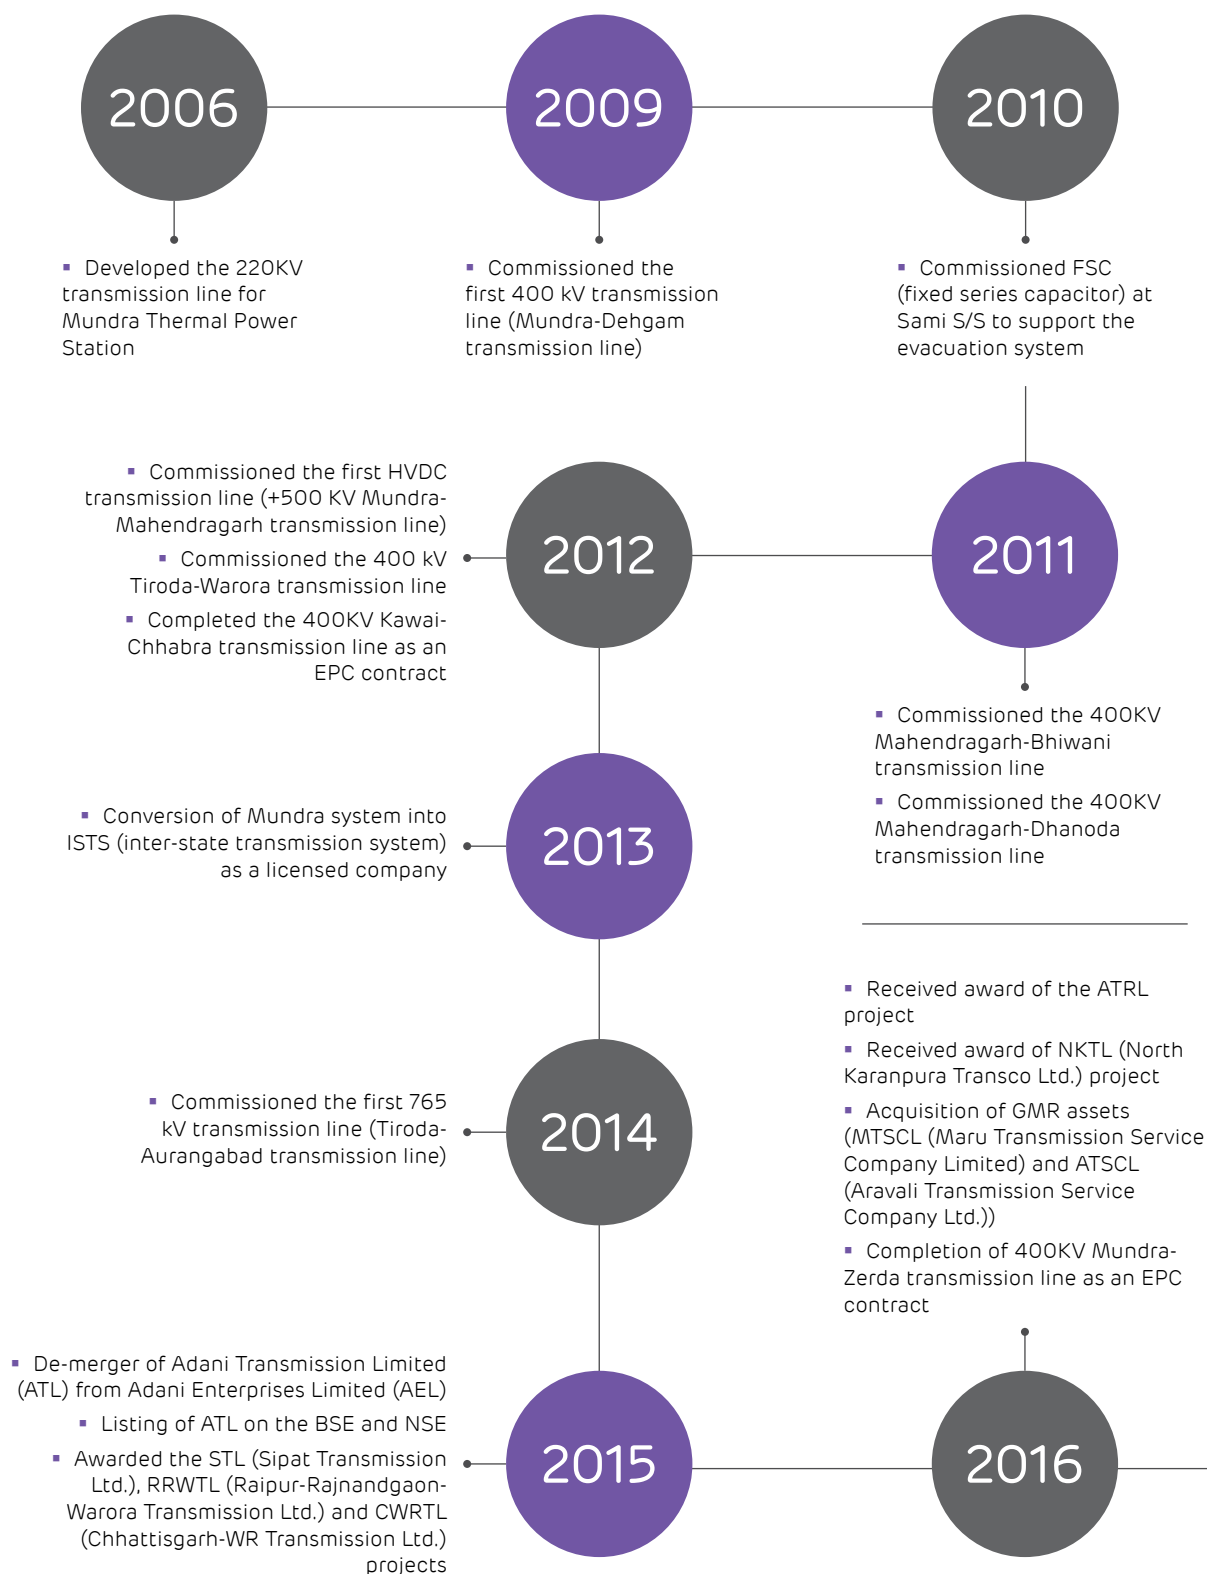 2006
2009
2010
▪ Developed the 220KV
transmission line for
Mundra Thermal Power
Station
▪ Commissioned the
first 400 kV transmission
line (Mundra-Dehgam
transmission line)
▪ Commissioned FSC
(fixed series capacitor) at
Sami S/S to support the
evacuation system
2011
▪ Commissioned the 400KV
Mahendragarh-Bhiwani
transmission line
▪ Commissioned the 400KV
Mahendragarh-Dhanoda
transmission line
2012
▪ Commissioned the first HVDC
transmission line (+500 KV Mundra-
Mahendragarh transmission line)
▪ Commissioned the 400 kV
Tiroda-Warora transmission line
▪ Completed the 400KV Kawai-
Chhabra transmission line as an
EPC contract
2013
▪ Conversion of Mundra system into
ISTS (inter-state transmission system)
as a licensed company
2014
▪ Commissioned the first 765
kV transmission line (Tiroda-
Aurangabad transmission line)
2015
▪ De-merger of Adani Transmission Limited
(ATL) from Adani Enterprises Limited (AEL)
▪ Listing of ATL on the BSE and NSE
▪ Awarded the STL (Sipat Transmission
Ltd.), RRWTL (Raipur-Rajnandgaon-
Warora Transmission Ltd.) and CWRTL
(Chhattisgarh-WR Transmission Ltd.)
projects
▪ Received award of the ATRL
project
▪ Received award of NKTL (North
Karanpura Transco Ltd.) project
▪ Acquisition of GMR assets
(MTSCL (Maru Transmission Service
Company Limited) and ATSCL
(Aravali Transmission Service
Company Ltd.))
▪ Completion of 400KV Mundra-
Zerda transmission line as an EPC
contract
2016